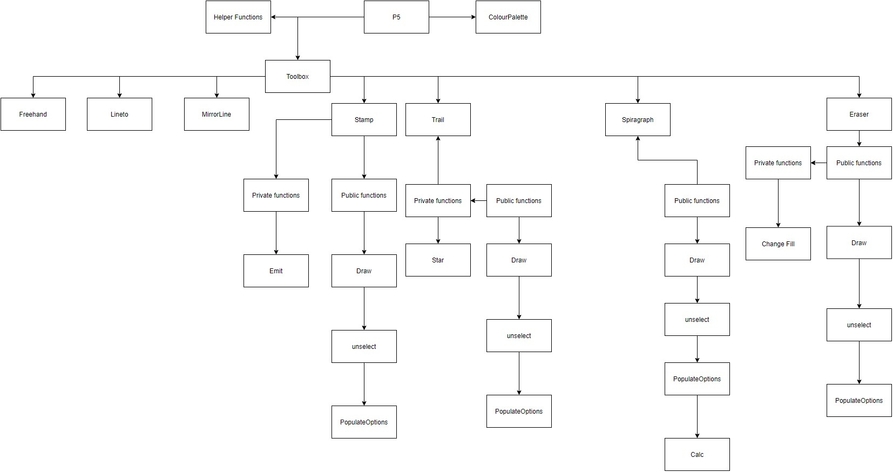 Helper Functions
P5
ColourPalette
Toolbox
Freehand
Lineto
MirrorLine
Stamp
Trail
Spiragraph
Eraser
Private functions
Public functions
Private functions
Public functions
Private functions
Public functions
Public functions
Change Fill
Draw
Emit
Draw
Star
Draw
Draw
unselect
unselect
unselect
unselect
PopulateOptions
PopulateOptions
PopulateOptions
PopulateOptions
Calc